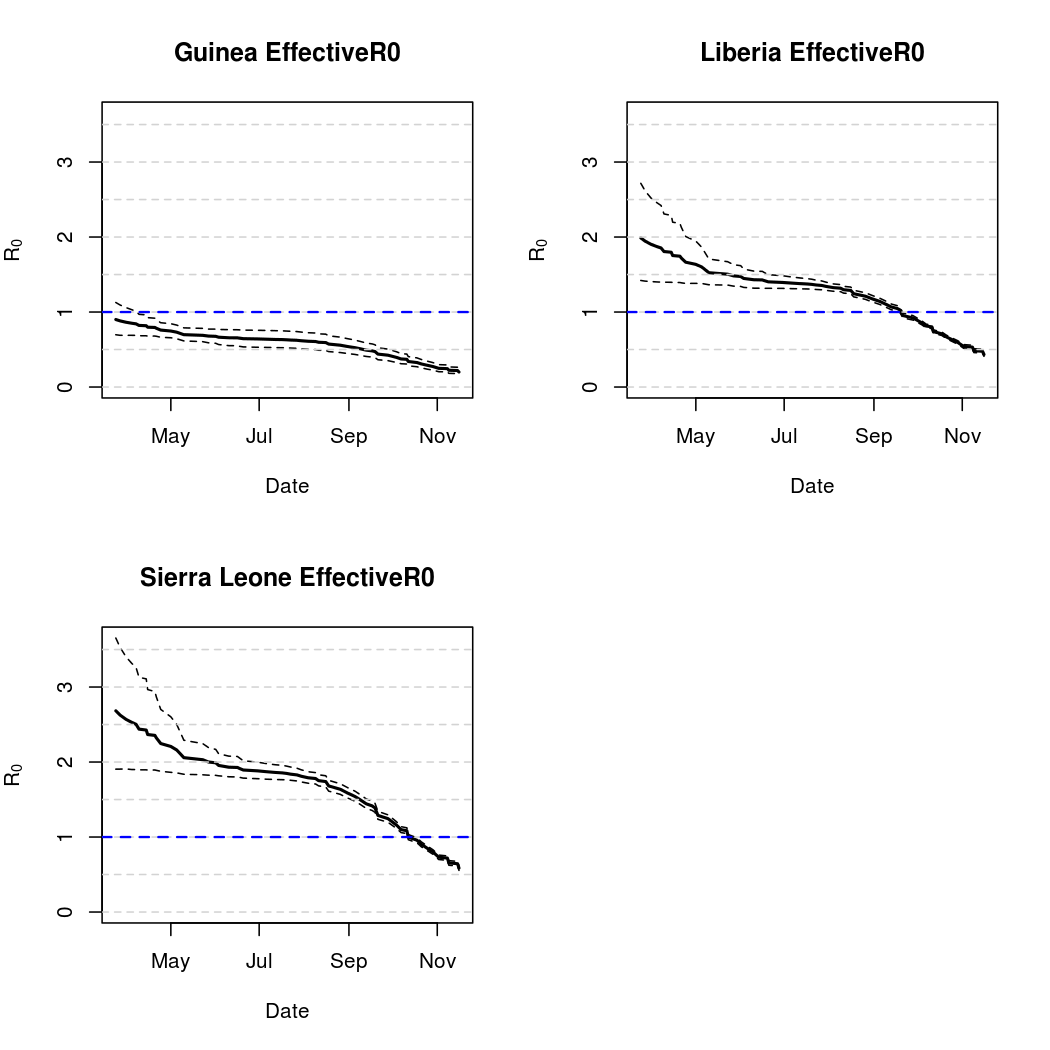 Guinea EffectiveR0
R₀
3
2
1
0
May Jul Sep Nov
Date
Liberia EffectiveR0
R₀
3
2
1
0
May Jul Sep Nov
Date
Sierra Leone EffectiveR0
R₀
3
2
1
0
May Jul Sep Nov
Date